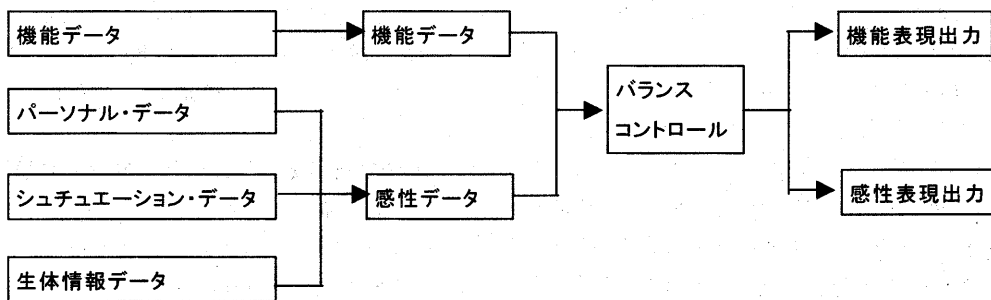 機能データ
機能データ
機能表現出力
パーソナル・データ
バランス
コントロール
シュチュエーション・データ
感性データ
感性表現出力
生体情報データ